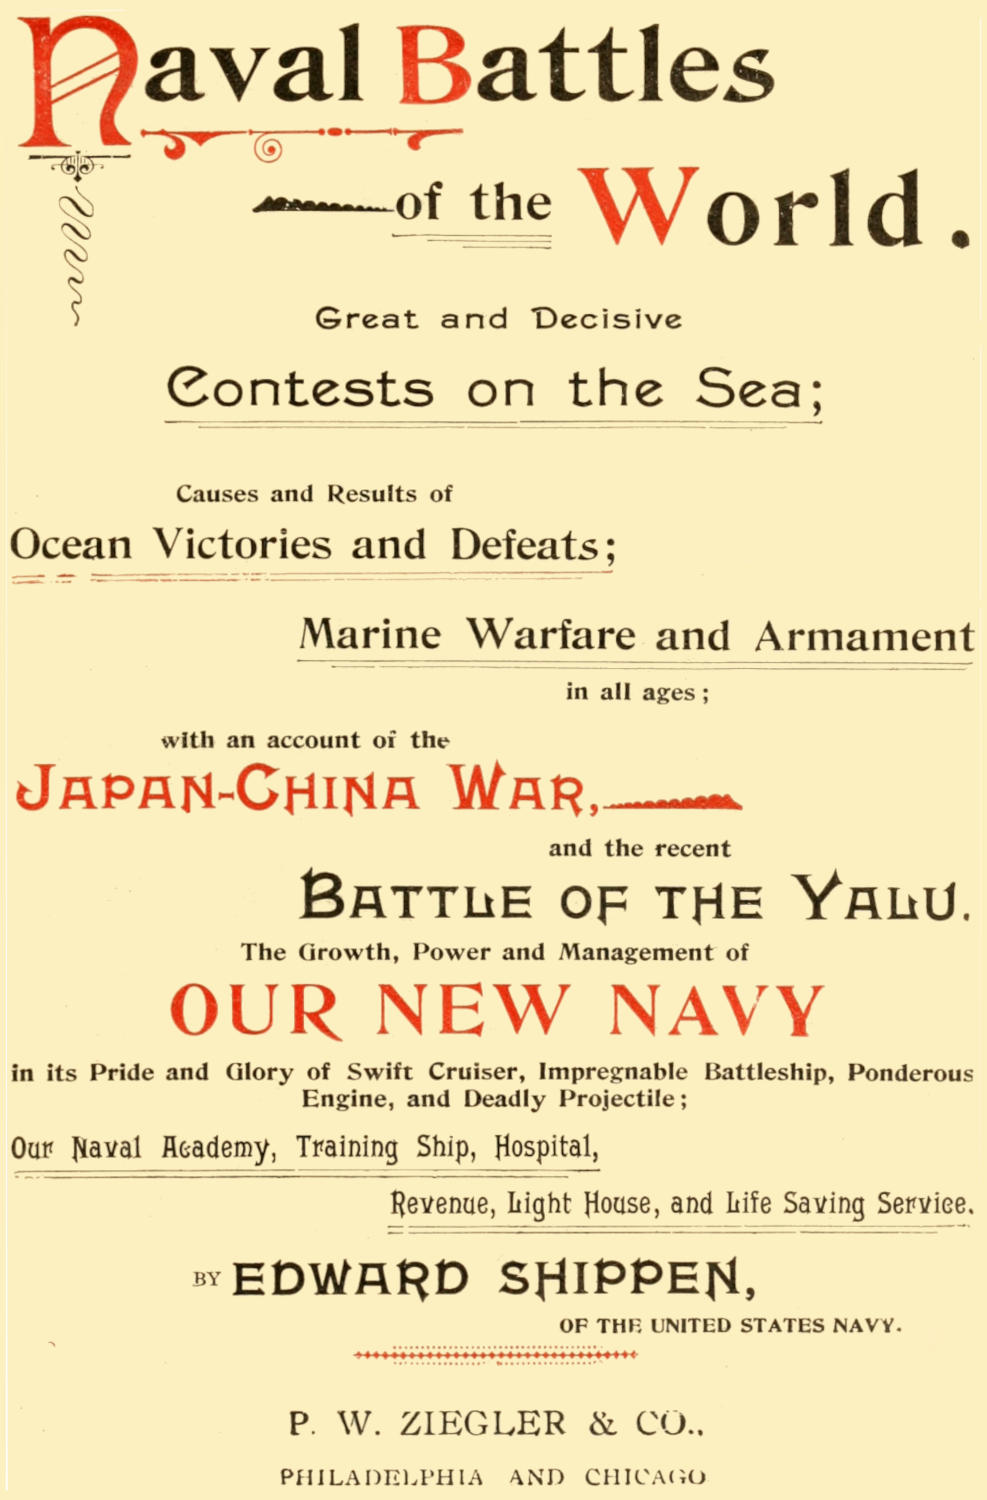 Naval Battles
of the World.
Great and Decisive
Contests on the Sea;
Causes and Results of
Ocean Victories and Defeats;
Marine Warfare and Armament
in all ages;
with an account of the
JAPAN-CHINA WAR,
and the recent
BATTLE OF THE YALU.
The Growth, Power and Management of
OUR NEW NAVY
in its Pride and Glory of Swift Cruiser, Impregnable Battleship, Ponderous
Engine, and Deadly Projectile;
Our Naval Academy, Training Ship, Hospital,
Revenue, Light House, and Life Saving Service.
BY EDWARD SHIPPEN,
OF THE UNITED STATES NAVY.
P. W. ZIEGLER & CO.,
PHILADELPHIA AND CHICAGO